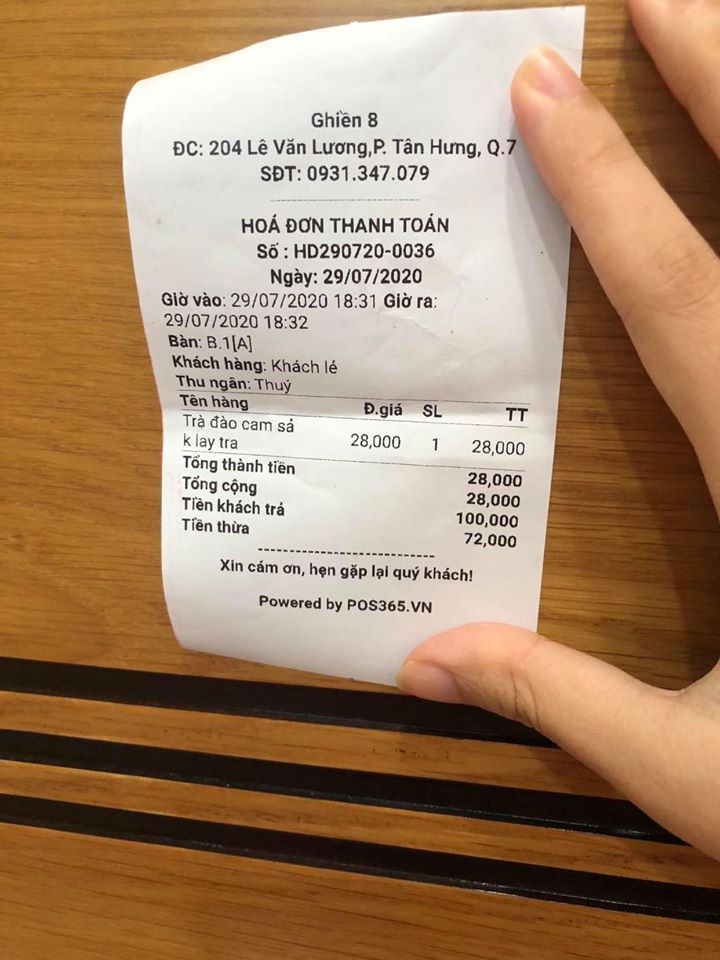 Ghiền 8
ĐC: 204 Lê Văn Lương,P. Tân Hưng, Q.7
SĐT: 0931.347.079
HOÁ ĐƠN THANH TOÁN
Số : HD290720-0036
Ngày: 29/07/2020
Giờ vào: 29/07/2020 18:31 Giờ ra:
29/07/2020 18:32
Bàn: B.1[A]
Khách hàng: Khách lẻ
Thu ngân: Thuý
Tên hàng Đ.giá SL TT
Trà đào cam sả
k lay tra 28,000 1 28,000
Tổng thành tiền 28,000
Tổng cộng 28,000
Tiền khách trả 100,000
Tiền thừa 72,000
Xin cám ơn, hẹn gặp lại quý khách!
Powered by POS365.VN